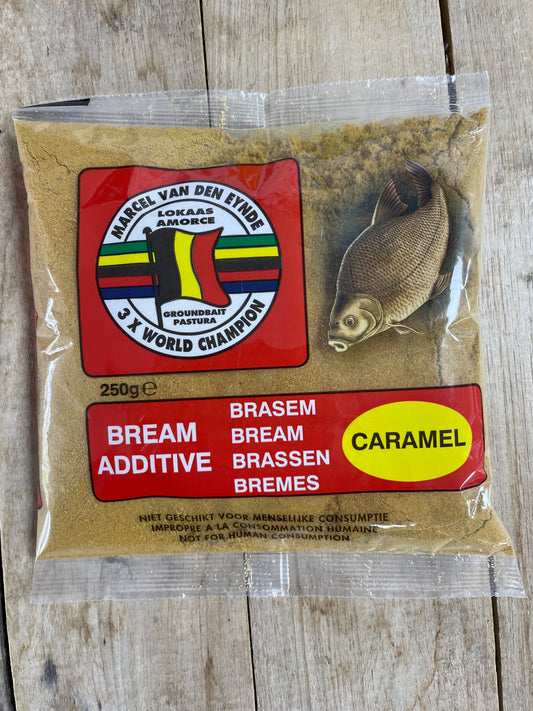 MARCEL VAN DEN EYNDE
LOKAAS
AMORCE
GROUNDBAIT
PASTURA
3 X WORLD CHAMPION
250g℮
BREAM
ADDITIVE
BRASEM
BREAM
BRASSEN
BREMES
CARAMEL
NIET GESCHIKT VOOR MENSELIJKE CONSUMPTIE
IMPROPRE A LA CONSOMMATION HUMAINE
NOT FOR HUMAN CONSUMPTION